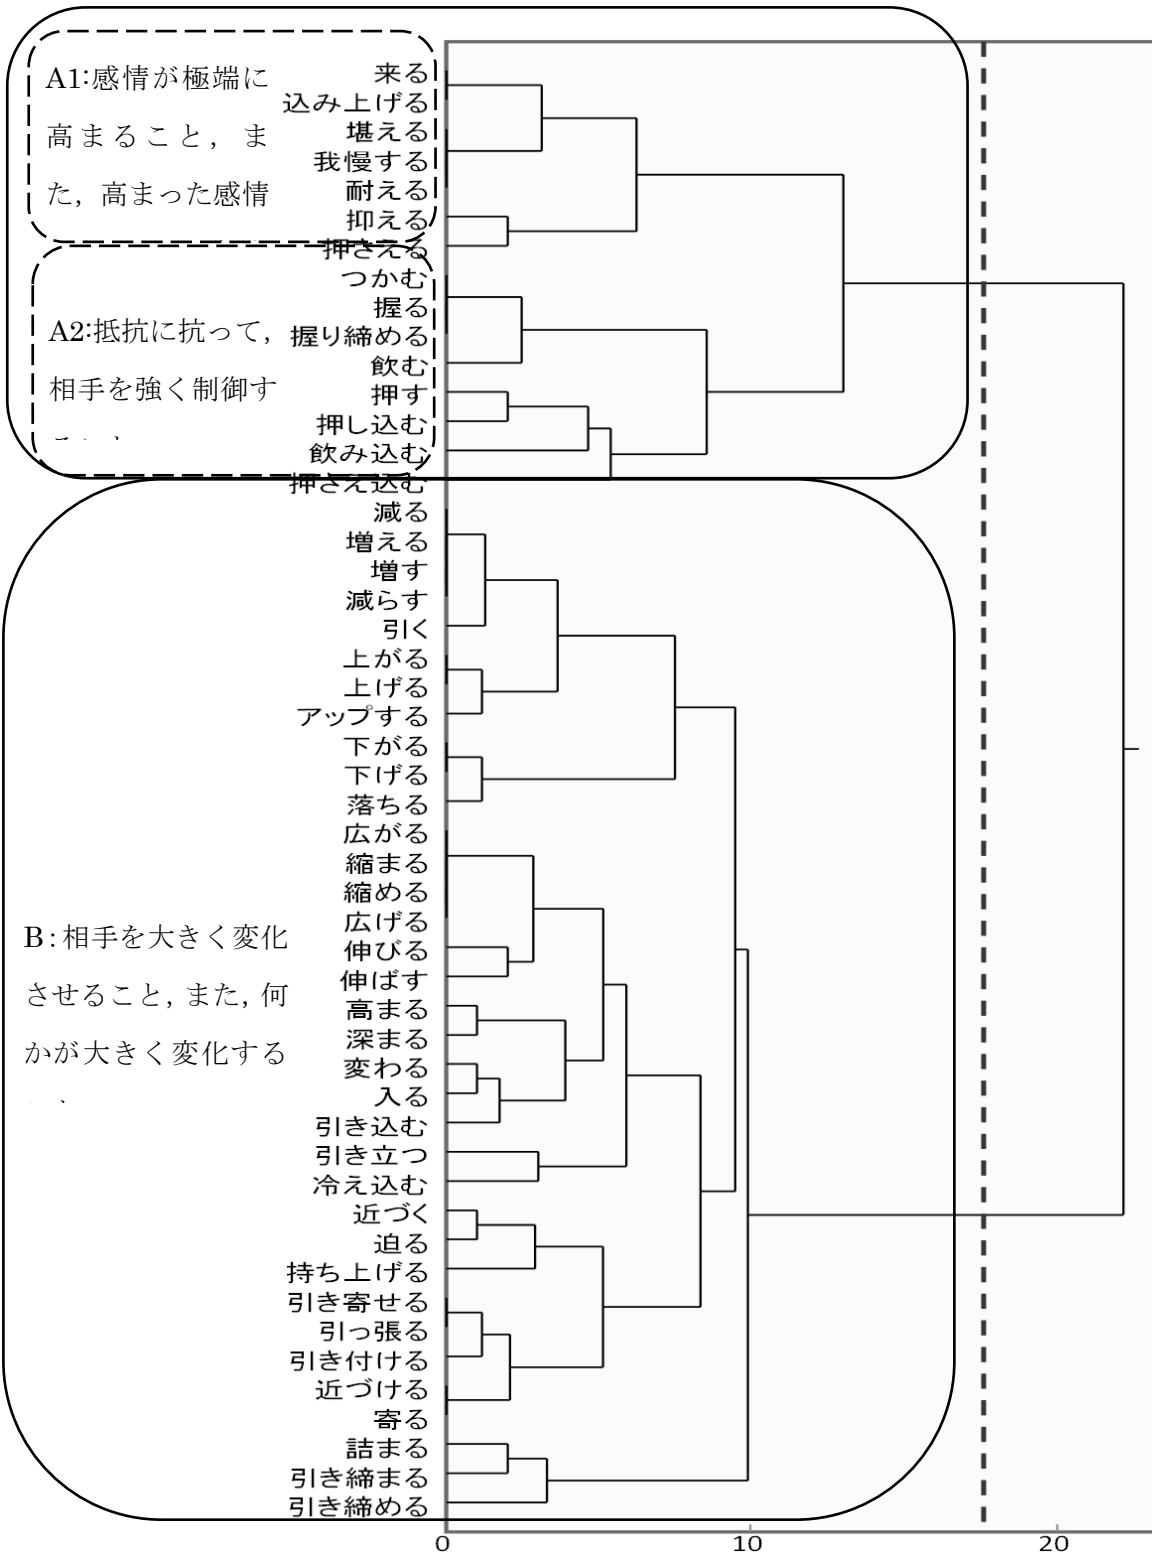 A1:感情が極端に
高まること，ま
た，高まった感情
A2:抵抗に抗って，
相手を強く制御す
B:相手を大きく変化
させること，また，何
かが大きく変化する
来る
込み上げる
堪える
我慢する
耐える
抑える
押さえる
つかむ
握る
握り締める
飲む
押す
押し込む
飲み込む
押さえ込む
減る
増える
増す
減らす
引く
上がる
上げる
アップする
下がる
下げる
落ちる
広がる
縮まる
縮める
広げる
伸びる
伸ばす
高まる
深まる
変わる
入る
引き込む
引き立つ
冷え込む
近づく
迫る
持ち上げる
引き寄せる
引っ張る
引き付ける
近づける
寄る
詰まる
引き締まる
引き締める
0 10 20